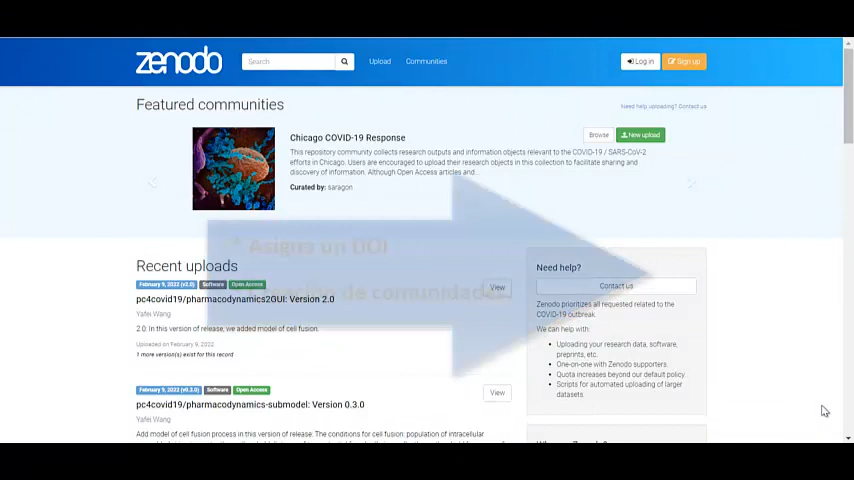 zenodo
Search
Upload
Communities
Log in
Sign up
Featured communities
Need help uploading? Contact us
Chicago COVID-19 Response
Browse
New upload
This repository community collects research outputs and information objects relevant to the COVID-19 / SARS-CoV-2
efforts in Chicago. Users are encouraged to upload their research objects in this collection to facilitate sharing and
discovery of information. Although Open Access articles and...
Curated by: saragon
* Asigna un DOI
Creación de comunidades
Recent uploads
February 9, 2022 (v2.0) Software Open Access
View
pc4covid19/pharmacodynamics2GUI: Version 2.0
Yafei Wang
2.0: In this version of release, we added model of cell fusion.
Uploaded on February 9, 2022
1 more version(s) exist for this record
February 9, 2022 (v0.3.0) Software Open Access
View
pc4covid19/pharmacodynamics-submodel: Version 0.3.0
Yafei Wang
Add model of cell fusion process in this version of release. The conditions for cell fusion: population of intracellular
Need help?
Contact us
Zenodo prioritizes all requested related to the
COVID-19 outbreak.
We can help with:
Uploading your research data, software,
preprints, etc.
One-on-one with Zenodo supporters.
Quota increases beyond our default policy.
Scripts for automated uploading of larger
datasets.